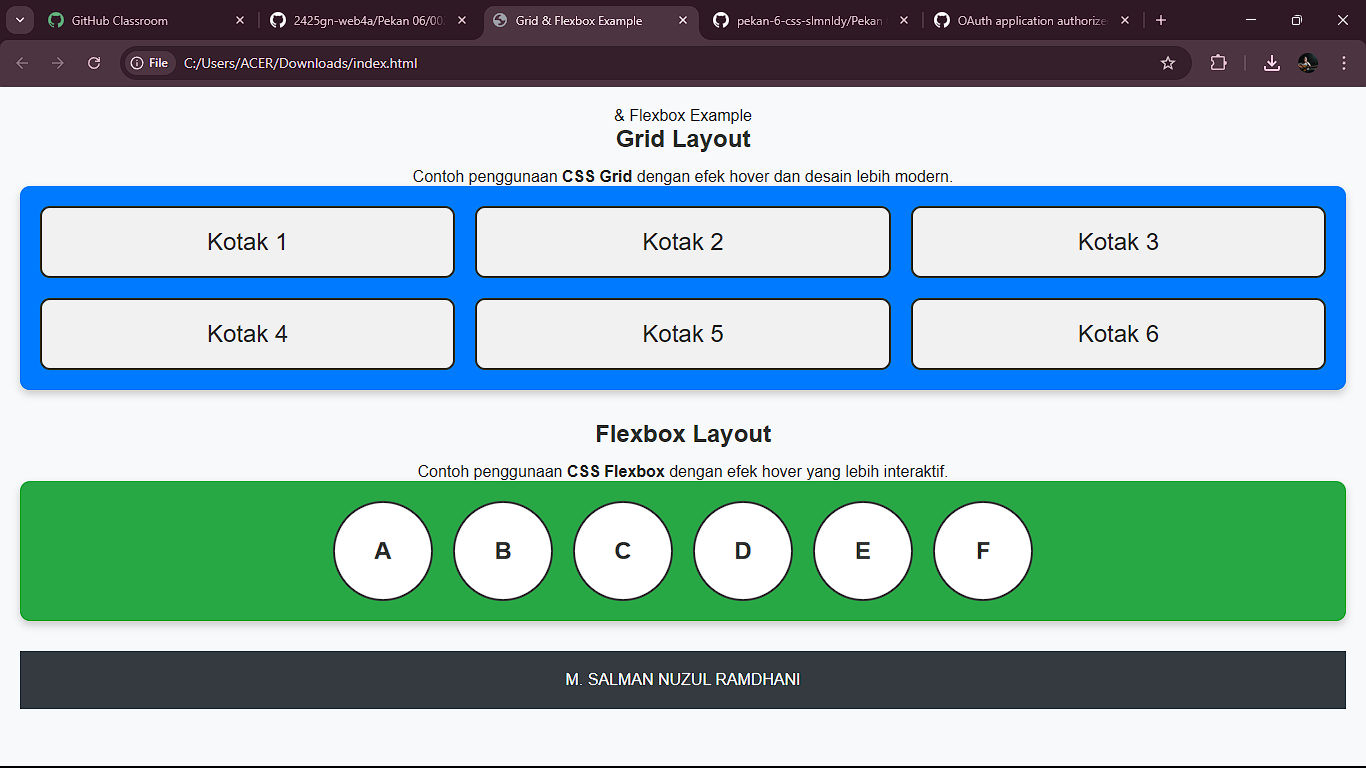 GitHub Classroom
2425gn-web4a/Pekan 06/00
Grid & Flexbox Example
pekan-6-css-slmnldy/Pekan
OAuth application authorize
File
C:/Users/ACER/Downloads/index.html
& Flexbox Example
Grid Layout
Contoh penggunaan CSS Grid dengan efek hover dan desain lebih modern.
Kotak 1
Kotak 2
Kotak 3
Kotak 4
Kotak 5
Kotak 6
Flexbox Layout
Contoh penggunaan CSS Flexbox dengan efek hover yang lebih interaktif.
A
B
C
D
E
F
M. SALMAN NUZUL RAMDHANI